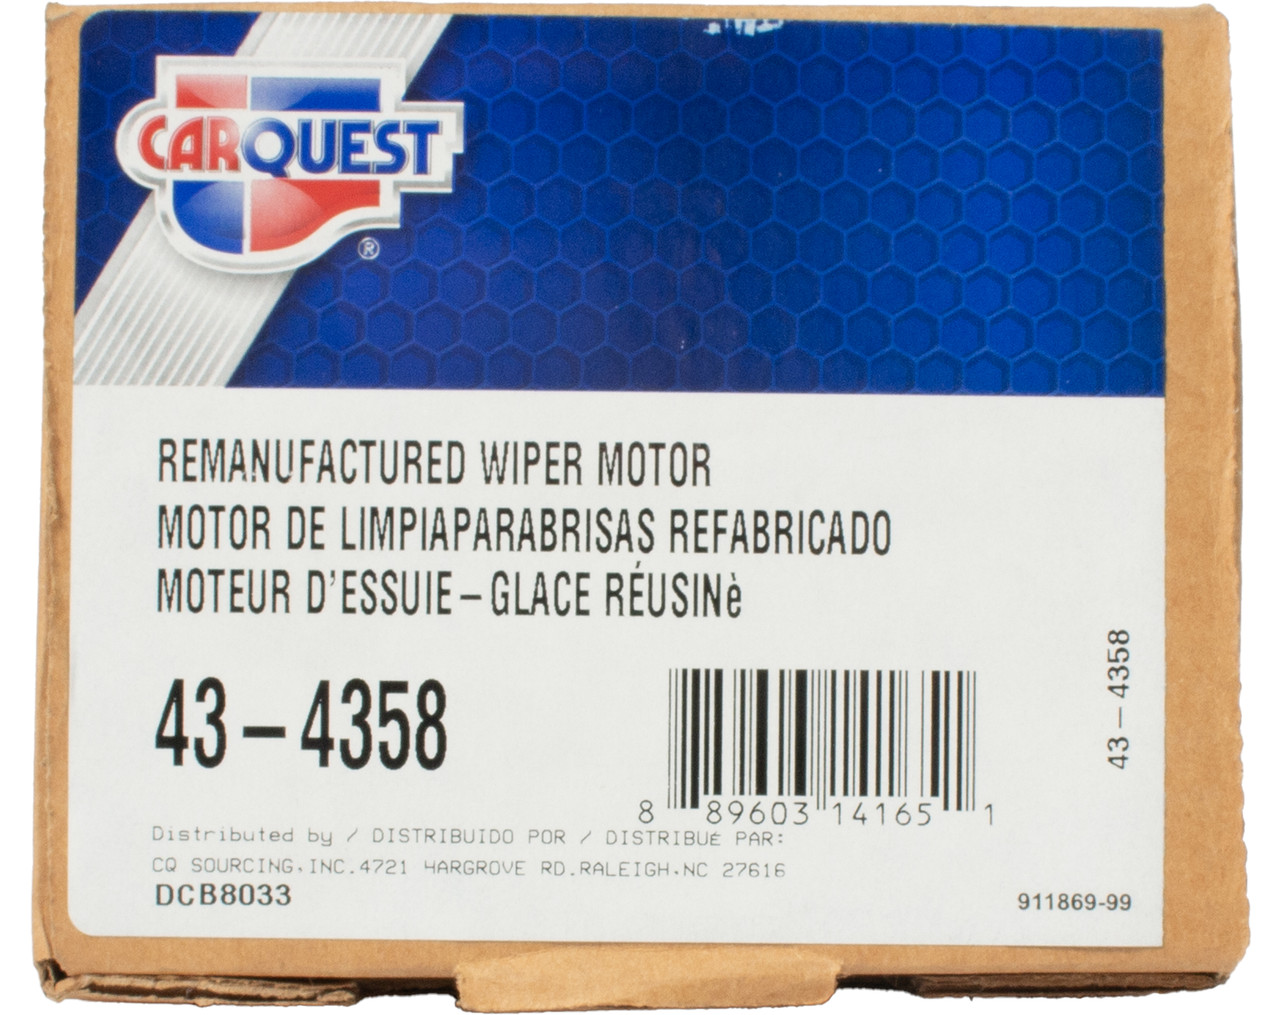 CARQUEST
®
REMANUFACTURED WIPER MOTOR
MOTOR DE LIMPIAPARABRISAS REFABRICADO
MOTEUR D'ESSUIE–GLACE RÉUSINè
43–4358
8 89603 14165 1
43–4358
Distributed by / DISTRIBUIDO POR / DISTRIBUÉ PAR:
CQ SOURCING,INC.4721 HARGROVE RD.RALEIGH,NC 27616
DCB8033
911869-99